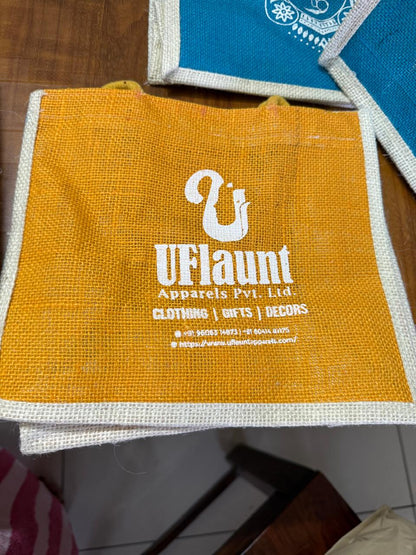 UFlaunt
Apparels Pvt. Ltd
CLOTHING | GIFTS | DECORS
https://www.uflauntapparels.com/